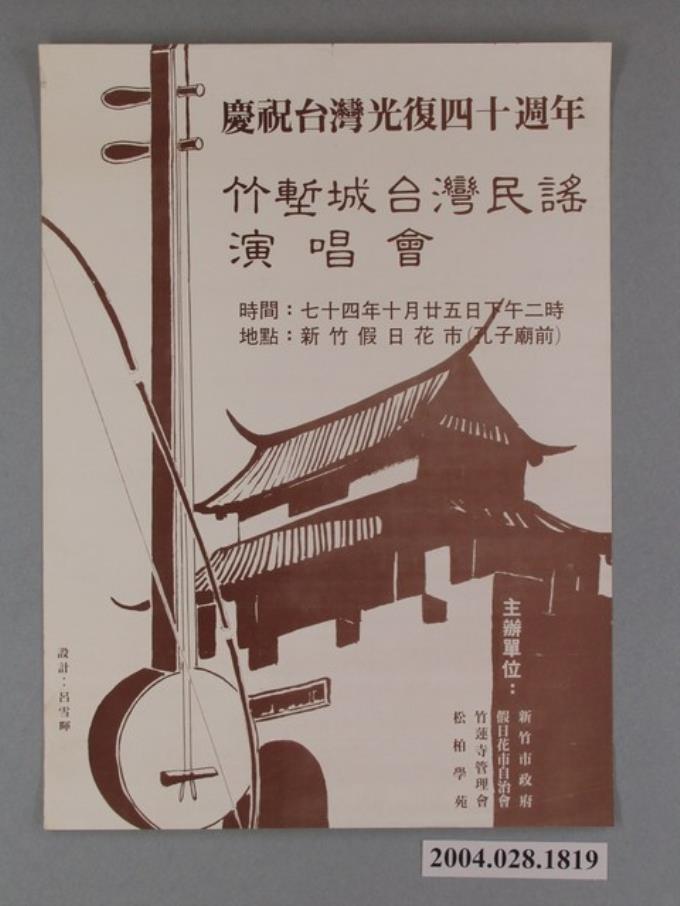 慶祝台灣光復四十週年
竹塹城台灣民謠
演唱會
時間：七十四年十月廿五日下午二時
地點：新竹假日花市(孔子廟前)
主辦單位：
新竹市政府
假日花市自治會
竹蓮寺管理會
松柏學苑
設計：呂雪暉
2004.028.1819